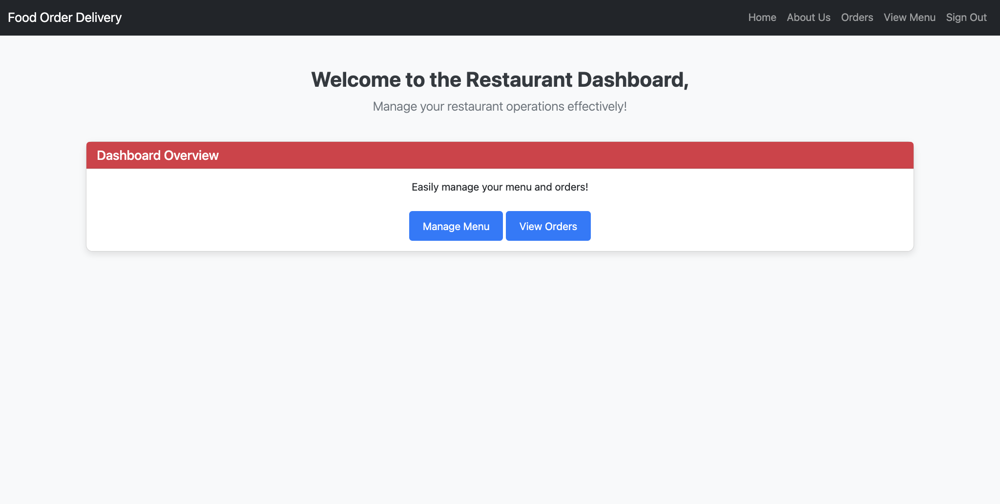 Food Order Delivery
Home About Us Orders View Menu Sign Out
Welcome to the Restaurant Dashboard,
Manage your restaurant operations effectively!
Dashboard Overview
Easily manage your menu and orders!
Manage Menu View Orders